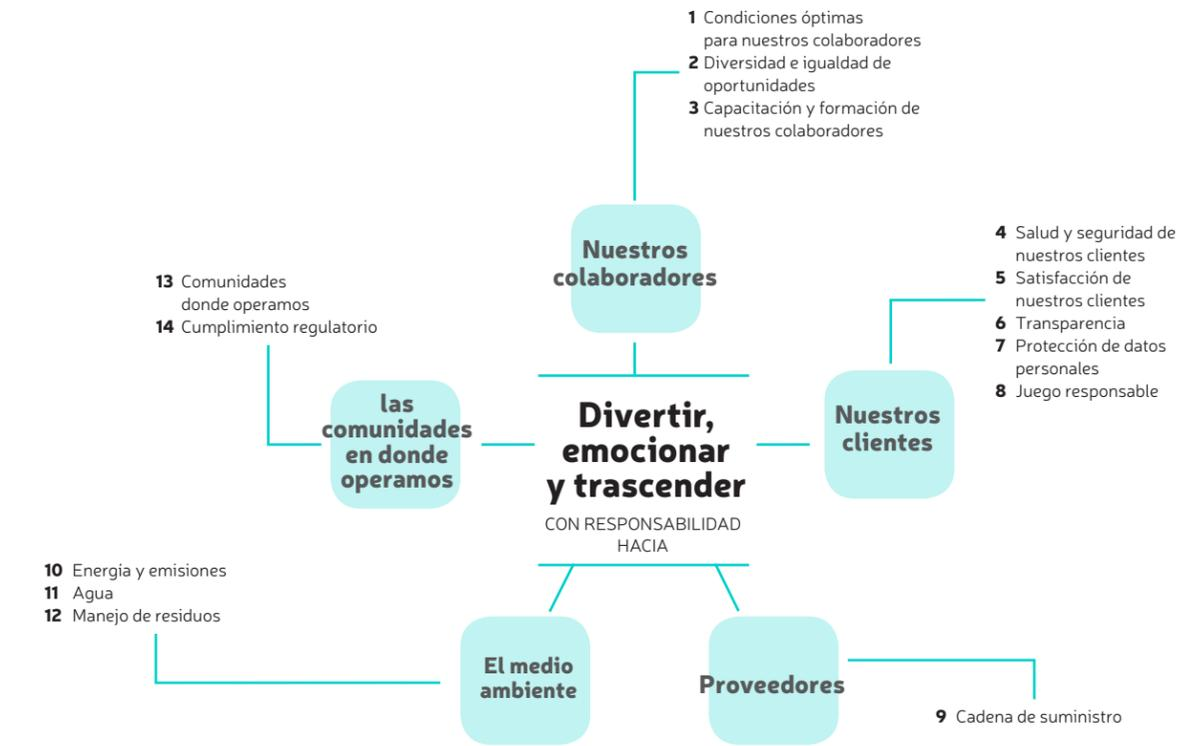 1 Condiciones óptimas
para nuestros colaboradores
2 Diversidad e igualdad de
oportunidades
3 Capacitación y formación de
nuestros colaboradores
Nuestros
colaboradores
4 Salud y seguridad de
nuestros clientes
5 Satisfacción de
nuestros clientes
6 Transparencia
7 Protección de datos
personales
8 Juego responsable
Nuestros
clientes
13 Comunidades
donde operamos
14 Cumplimiento regulatorio
las
comunidades
en donde
operamos
Divertir,
emocionar
y trascender
CON RESPONSABILIDAD
HACIA
10 Energia y emisiones
11 Agua
12 Manejo de residuos
El medio
ambiente
Proveedores
9 Cadena de suministro